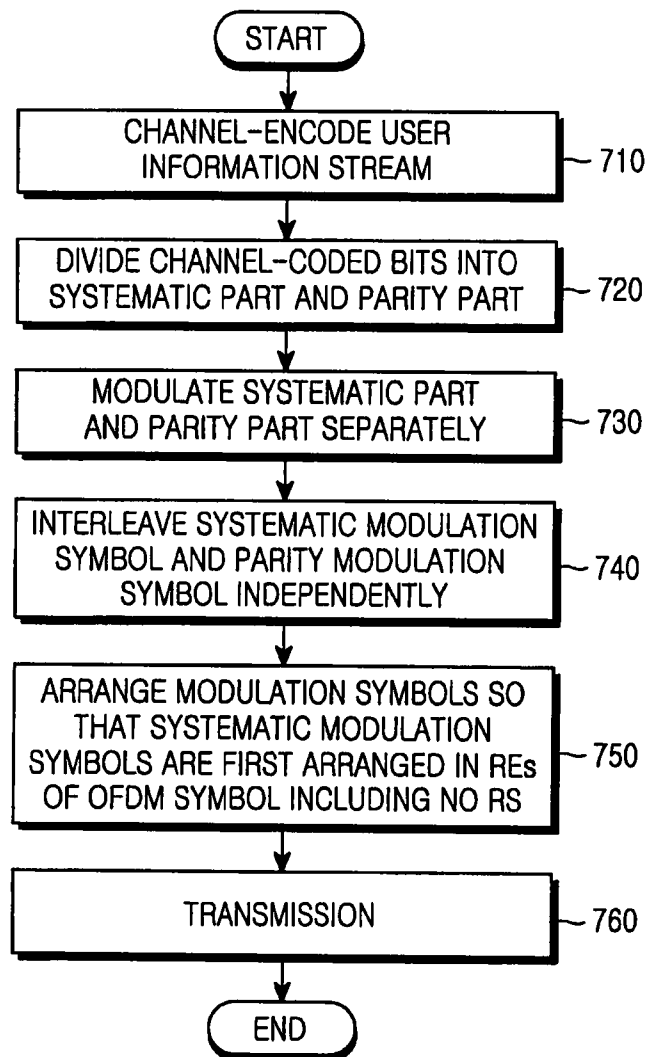 START
CHANNEL-ENCODE USER
INFORMATION STREAM
710
DIVIDE CHANNEL-CODED BITS INTO
SYSTEMATIC PART AND PARITY PART
720
MODULATE SYSTEMATIC PART
AND PARITY PART SEPARATELY
730
INTERLEAVE SYSTEMATIC MODULATION
SYMBOL AND PARITY MODULATION
SYMBOL INDEPENDENTLY
740
ARRANGE MODULATION SYMBOLS SO
THAT SYSTEMATIC MODULATION
SYMBOLS ARE FIRST ARRANGED IN REs
OF OFDM SYMBOL INCLUDING NO RS
750
TRANSMISSION
760
END